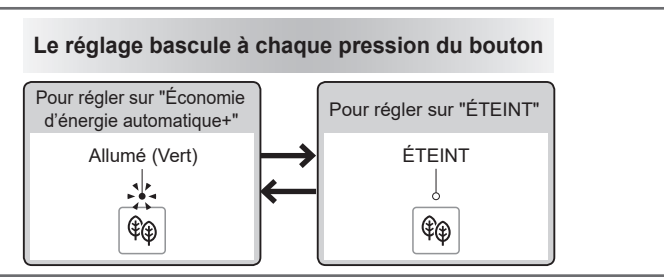 Le réglage bascule à chaque pression du bouton
Pour régler sur "Économie
d'énergie automatique+"
Allumé (Vert)
Pour régler sur "ÉTEINT"
ÉTEINT